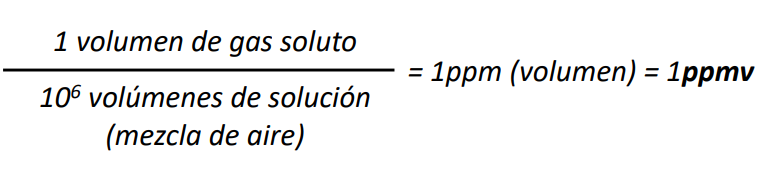 1 volumen de gas soluto
10⁶ volúmenes de solución
(mezcla de aire)
= 1ppm (volumen) = 1ppmv